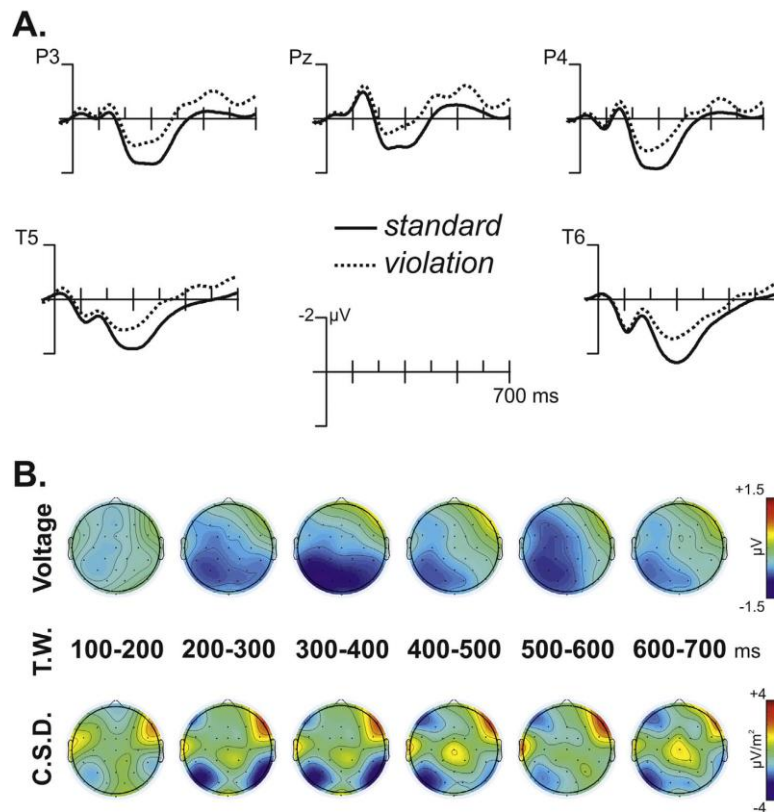 A.
P3
Pz
P4
T5
standard
violation
T6
-2
µV
700 ms
B.
Voltage
+1.5
µV
-1.5
T.W.
100-200 200-300 300-400 400-500 500-600 600-700 ms
C.S.D.
+4
µV/m²
-4